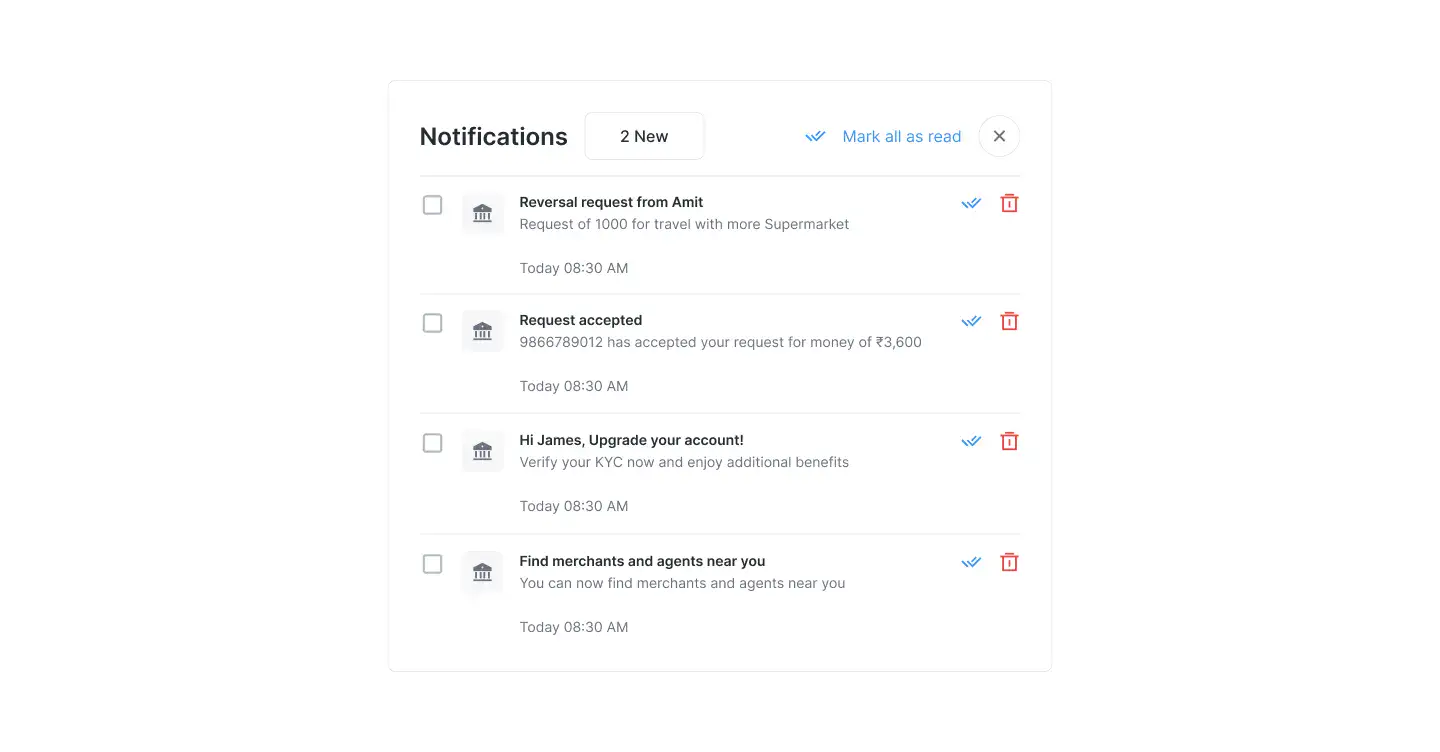 Notifications
2 New
Mark all as read
Reversal request from Amit
Request of 1000 for travel with more Supermarket
Today 08:30 AM
Request accepted
9866789012 has accepted your request for money of ₹3,600
Today 08:30 AM
Hi James, Upgrade your account!
Verify your KYC now and enjoy additional benefits
Today 08:30 AM
Find merchants and agents near you
You can now find merchants and agents near you
Today 08:30 AM